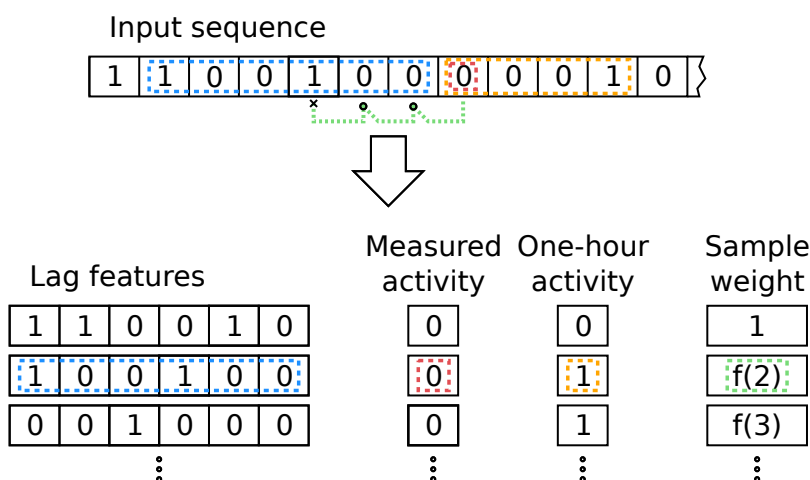 Input sequence
1 1 0 0 1 0 0 0 0 0 1 0
Measured activity
One-hour activity
Sample weight
Lag features
1 1 0 0 1 0 0 0 1
1 0 0 1 0 0 0 1 f(2)
0 0 1 0 0 0 0 1 f(3)